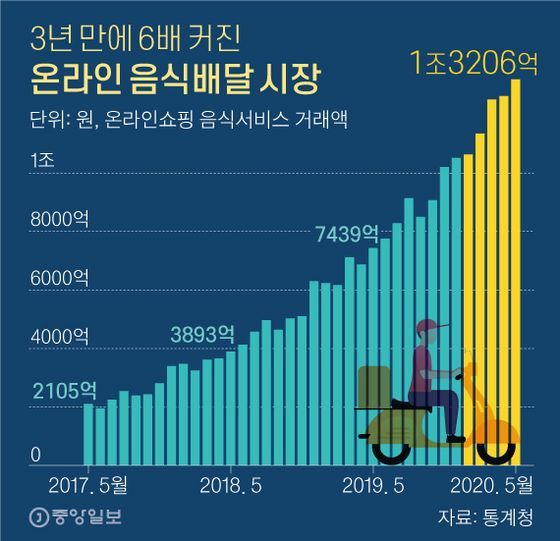 3년 만에 6배 커진
온라인 음식배달 시장
단위: 원, 온라인쇼핑 음식서비스 거래액
1조3206억
1조
8000억
7439억
6000억
4000억
3893억
2105억
0
2017. 5월
2018. 5
2019. 5
2020. 5월
J 중앙일보
자료: 통계청